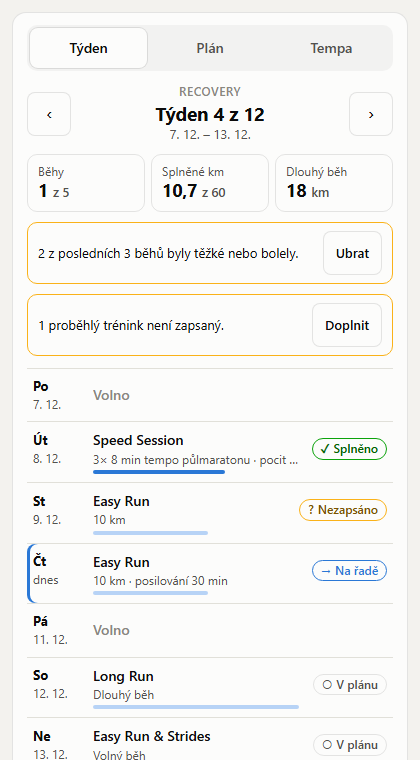 Týden
Plán
Tempa
RECOVERY
‹
Týden 4 z 12
›
7. 12. – 13. 12.
Běhy
1 z 5
Splněné km
10,7 z 60
Dlouhý běh
18 km
2 z posledních 3 běhů byly těžké nebo bolely.
Ubrat
1 proběhlý trénink není zapsaný.
Doplnit
Po
7. 12.
Volno
Út
8. 12.
Speed Session
3× 8 min tempo půlmaratonu · pocit ...
✓ Splněno
St
9. 12.
Easy Run
10 km
? Nezapsáno
Čt
dnes
Easy Run
10 km · posilování 30 min
→ Na řadě
Pá
11. 12.
Volno
So
12. 12.
Long Run
Dlouhý běh
○ V plánu
Ne
13. 12.
Easy Run & Strides
Volný běh
○ V plánu